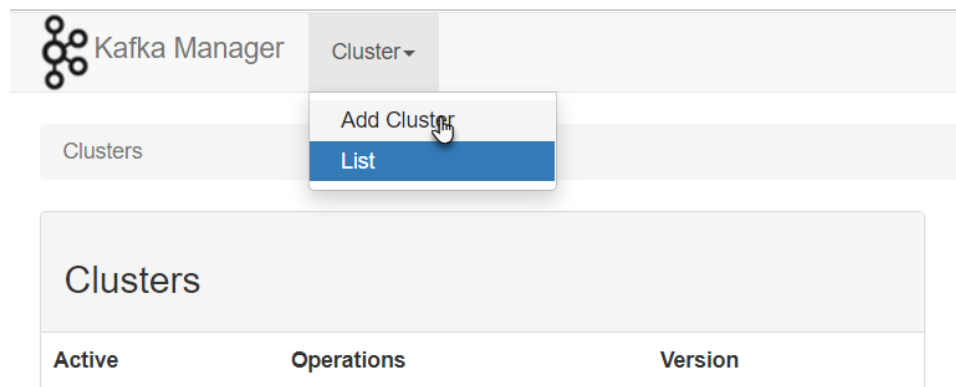 Kafka Manager Cluster
Add Cluster
Clusters
List
Clusters
Active Operations Version